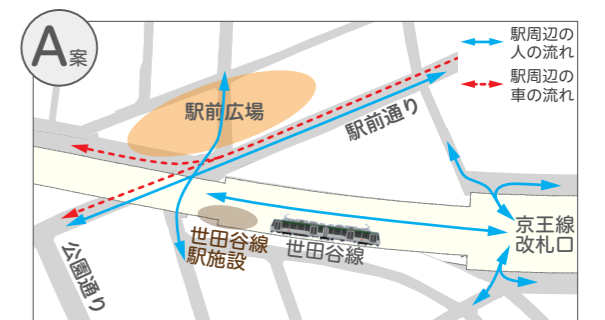 A案
駅周辺の
人の流れ
駅周辺の
車の流れ
駅前広場
駅前通り
京王線
改札口
世田谷線
駅施設
世田谷線
公園通り